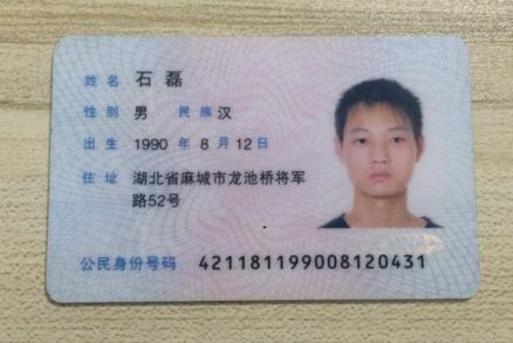 姓名 石磊
性别 男 民族 汉
出生 1990 年 8 月 12 日
住址 湖北省麻城市龙池桥将军
路52号
公民身份号码 421181199008120431